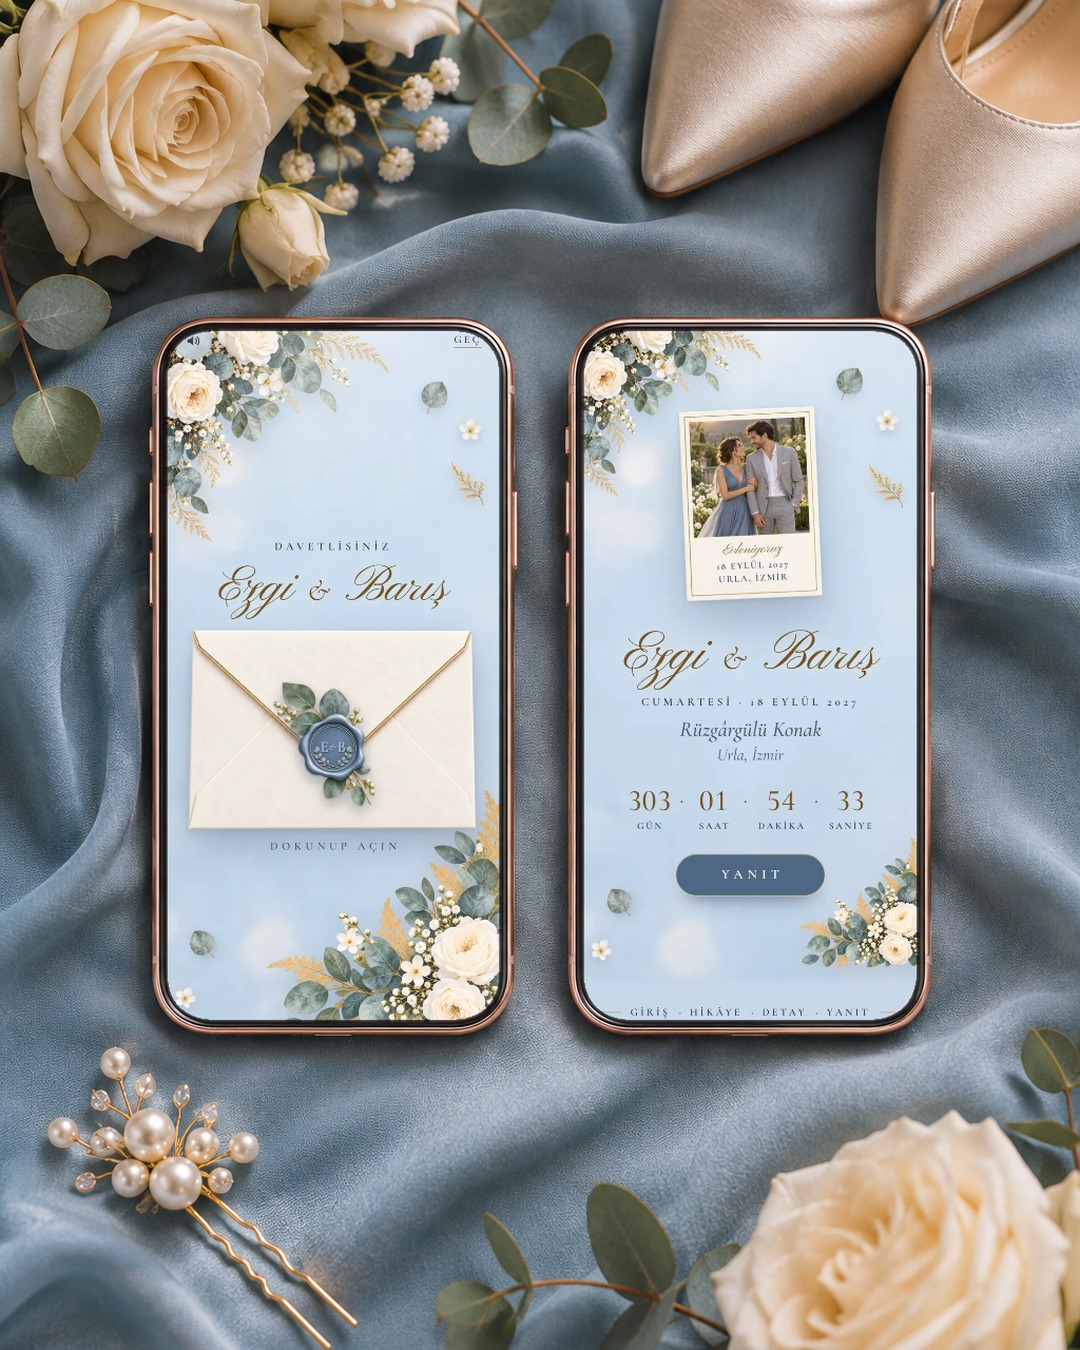 GEÇ
DAVETLİSİNİZ
Ezgi & Barış
E & B
DOKUNUP AÇIN
Evleniyoruz
18 EYLÜL 2027
URLA, İZMİR
Ezgi & Barış
CUMARTESİ · 18 EYLÜL 2027
Rüzgârgülü Konak
Urla, İzmir
303 · 01 · 54 · 33
GÜN SAAT DAKİKA SANİYE
YANIT
GİRİŞ · HİKÂYE · DETAY · YANIT